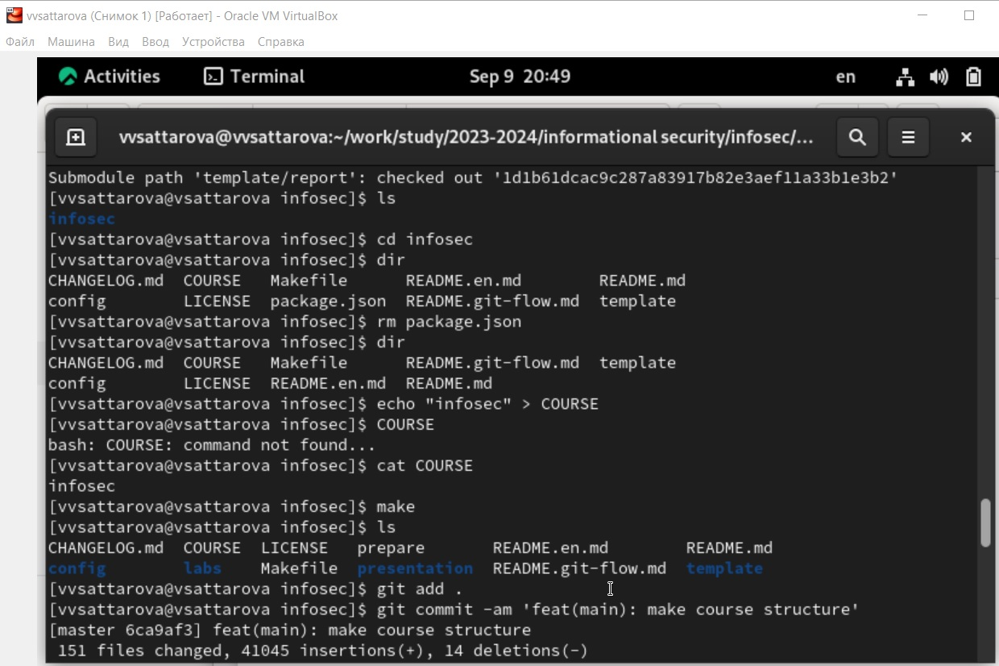 vvsattarova (Снимок 1) [Работает] - Oracle VM VirtualBox
Файл Машина Вид Ввод Устройства Справка
Activities Terminal Sep 9 20:49 en
vvsattarova@vvsattarova:~/work/study/2023-2024/informational security/infosec/...
Submodule path 'template/report': checked out '1d1b61dcac9c287a83917b82e3aef11a33b1e3b2'
[vvsattarova@vsattarova infosec]$ ls
infosec
[vvsattarova@vsattarova infosec]$ cd infosec
[vvsattarova@vsattarova infosec]$ dir
CHANGELOG.md COURSE Makefile README.en.md README.md
config LICENSE package.json README.git-flow.md template
[vvsattarova@vsattarova infosec]$ rm package.json
[vvsattarova@vsattarova infosec]$ dir
CHANGELOG.md COURSE Makefile README.git-flow.md template
config LICENSE README.en.md README.md
[vvsattarova@vsattarova infosec]$ echo "infosec" > COURSE
[vvsattarova@vsattarova infosec]$ COURSE
bash: COURSE: command not found...
[vvsattarova@vsattarova infosec]$ cat COURSE
infosec
[vvsattarova@vsattarova infosec]$ make
[vvsattarova@vsattarova infosec]$ ls
CHANGELOG.md COURSE LICENSE prepare README.en.md README.md
config labs Makefile presentation README.git-flow.md template
[vvsattarova@vsattarova infosec]$ git add .
[vvsattarova@vsattarova infosec]$ git commit -am 'feat(main): make course structure'
[master 6ca9af3] feat(main): make course structure
151 files changed, 41045 insertions(+), 14 deletions(-)